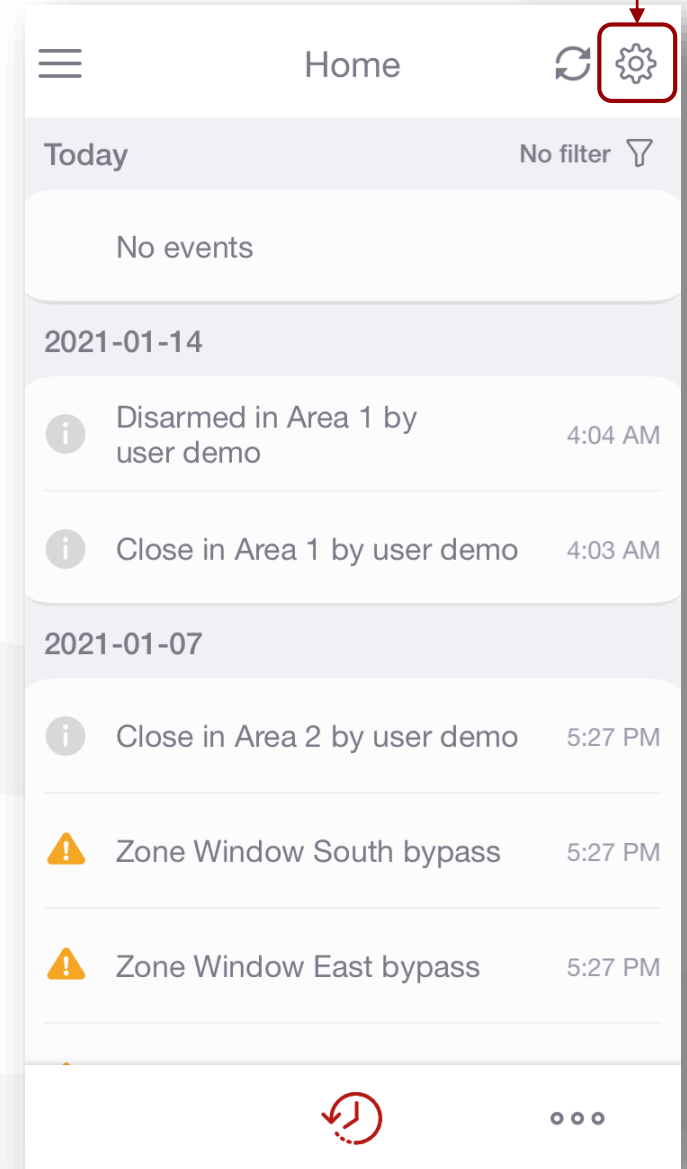 Home
Today
No filter
No events
2021-01-14
Disarmed in Area 1 by
user demo
4:04 AM
Close in Area 1 by user demo
4:03 AM
2021-01-07
Close in Area 2 by user demo
5:27 PM
Zone Window South bypass
5:27 PM
Zone Window East bypass
5:27 PM